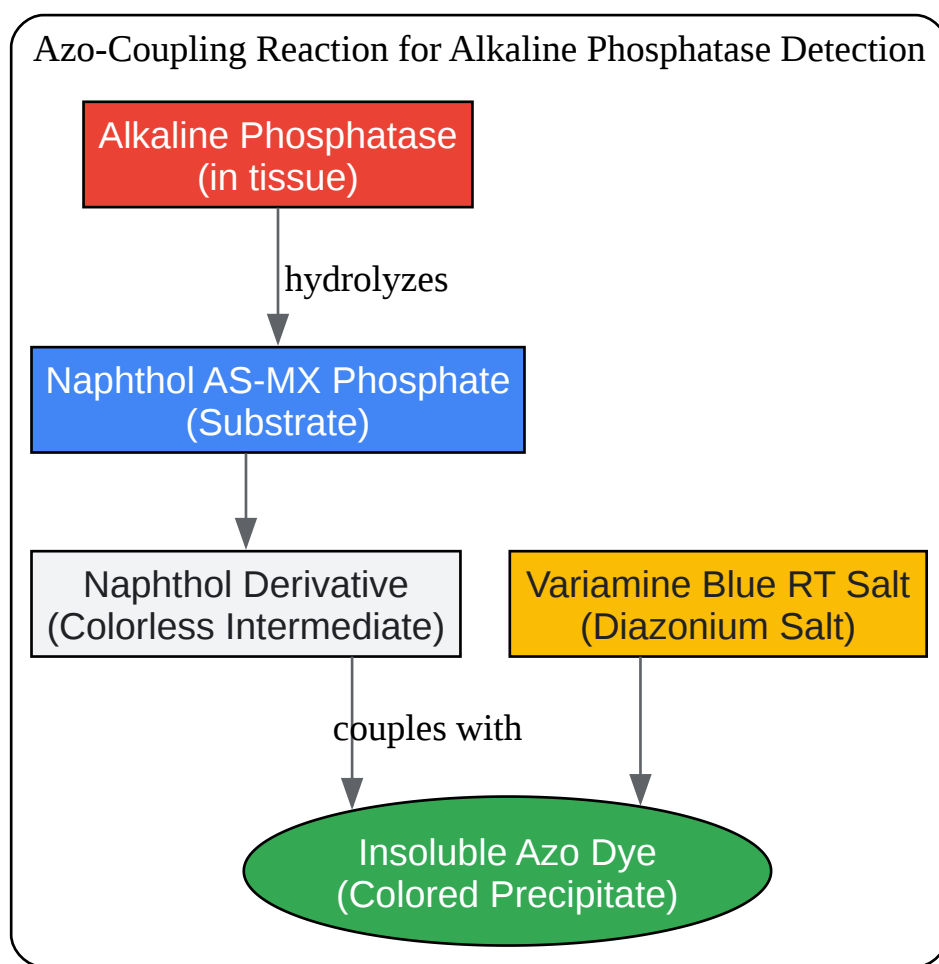 Azo-Coupling Reaction for Alkaline Phosphatase Detection
Alkaline Phosphatase
(in tissue)
hydrolyzes
Naphthol AS-MX Phosphate
(Substrate)
Naphthol Derivative
(Colorless Intermediate)
Variamine Blue RT Salt
(Diazonium Salt)
couples with
Insoluble Azo Dye
(Colored Precipitate)